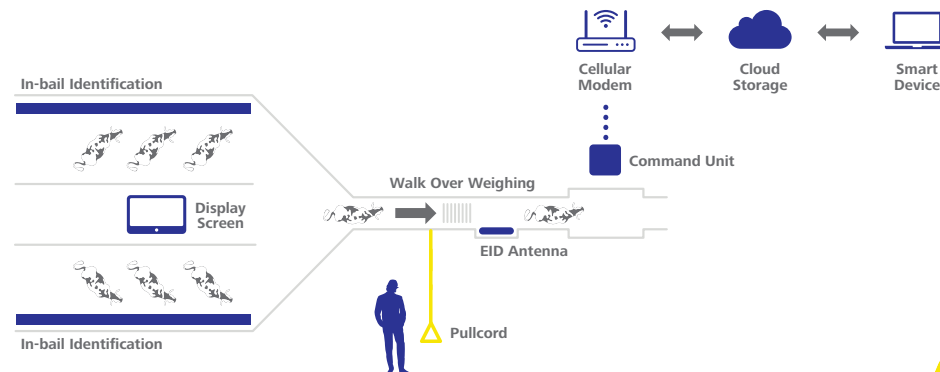 Cellular
Modem
Cloud
Storage
Smart
Device
In-bail Identification
Command Unit
Walk Over Weighing
Display
Screen
EID Antenna
Pullcord
In-bail Identification